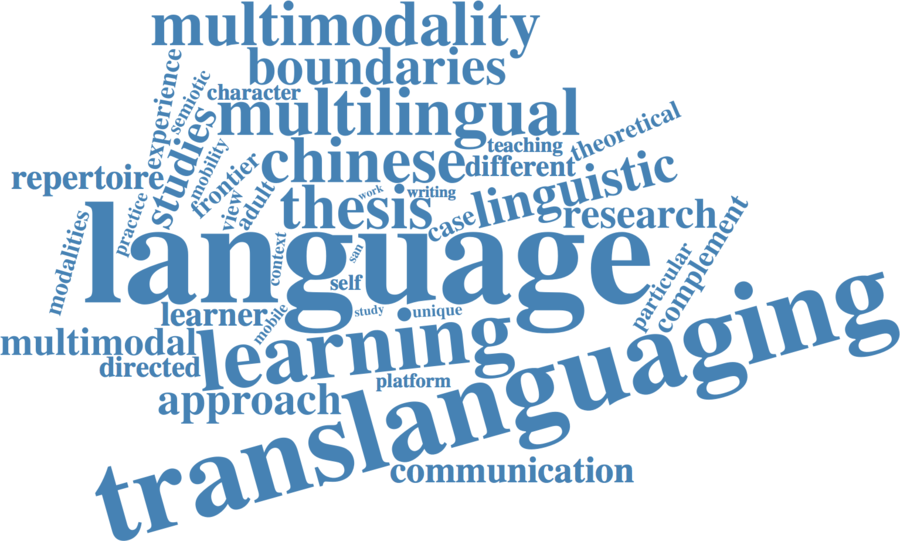 multimodality
boundaries
experience
semiotic
character
multilingual
studies
mobility
teaching
theoretical
frontier
chinese
different
repertoire
view
adult
thesis
work
writing
linguistic
case
research
practice
modalities
language
context
san
self
particular
complement
learner
mobile
study
unique
multimodal
directed
learning
platform
approach
translanguaging
communication